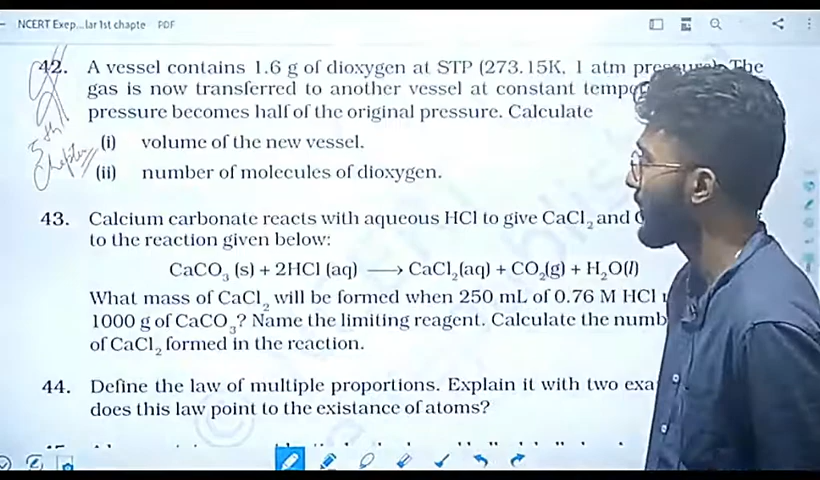 NCERT Exep...lar 1st chapte PDF
42. A vessel contains 1.6 g of dioxygen at STP (273.15K, 1 atm pressure). The
gas is now transferred to another vessel at constant
pressure becomes half of the original pressure. Calculate
(i) volume of the new vessel.
(ii) number of molecules of dioxygen.
5th
Chapter
43. Calcium carbonate reacts with aqueous HCl to give CaCl₂ and
to the reaction given below:
CaCO₃ (s) + 2HCl (aq) ⟶ CaCl₂(aq) + CO₂(g) + H₂O(l)
What mass of CaCl₂ will be formed when 250 mL of 0.76 M HCl
1000 g of CaCO₃? Name the limiting reagent. Calculate the
of CaCl₂ formed in the reaction.
44. Define the law of multiple proportions. Explain it with two
does this law point to the existance of atoms?